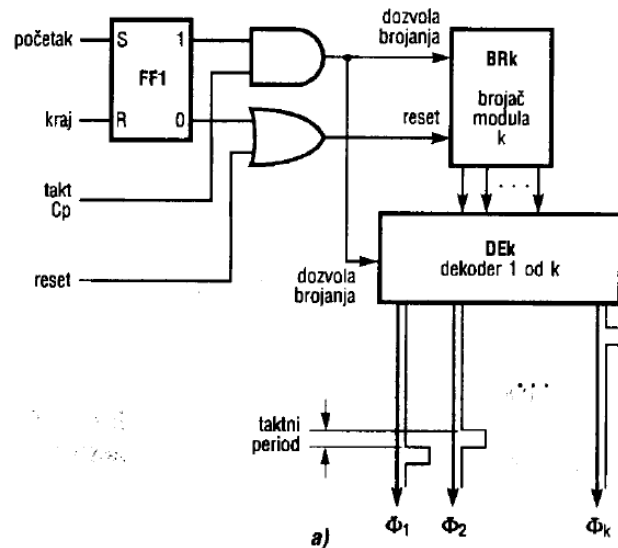 početak
S 1
FF1
kraj
R 0
takt
Cp
reset
dozvola
brojanja
reset
BRk
brojač
modula
k
...
DEk
dekoder 1 od k
dozvola
brojanja
...
taktni
period
Φ1 Φ2 Φk
a)